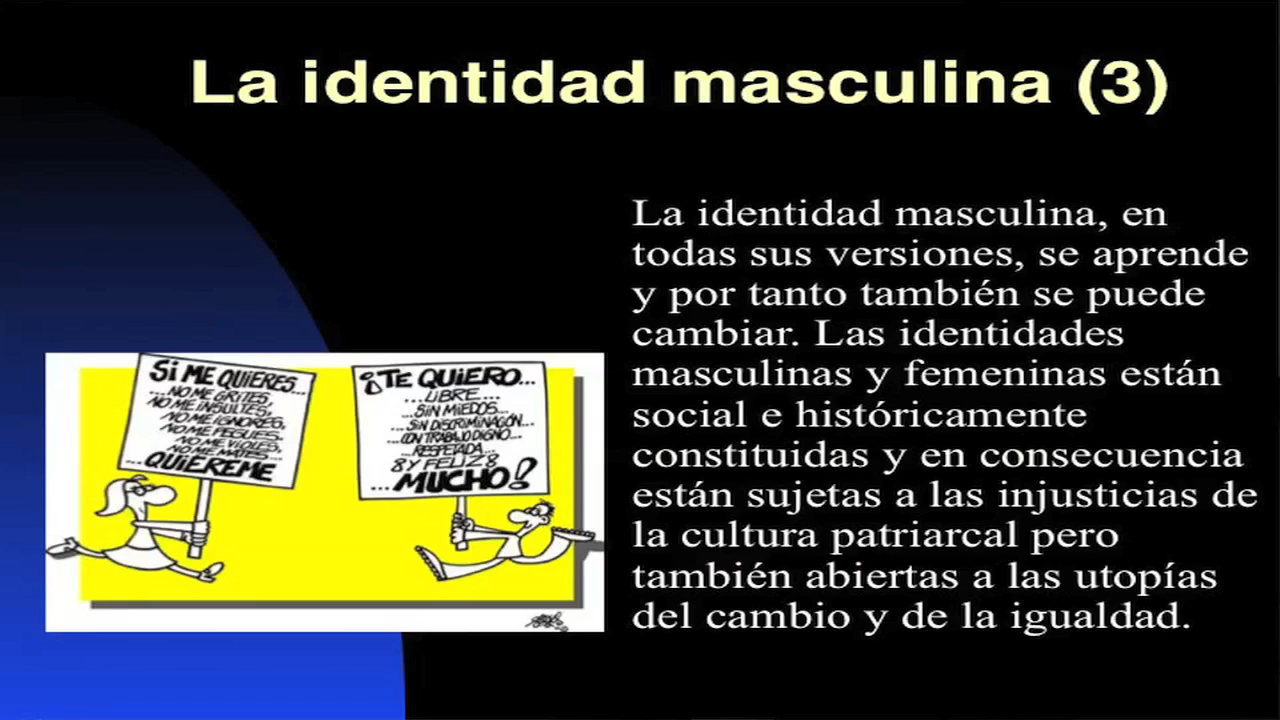 La identidad masculina (3)
La identidad masculina, en
todas sus versiones, se aprende
y por tanto también se puede
cambiar. Las identidades
masculinas y femeninas están
social e históricamente
constituidas y en consecuencia
están sujetas a las injusticias de
la cultura patriarcal pero
también abiertas a las utopías
del cambio y de la igualdad.
Si ME QUiERES...
...NO ME GRITES,
NO ME INSULTES,
NO ME IGNORES,
NO ME PEGUES...
NO ME VIOLES,
NO ME MATES...
...QUIEREME
¡TE QUiERO...
...LIBRE...
...SIN MIEDOS...
...SIN DISCRIMINACIÓN...
...CON TRABAJO DIGNO...
...RESPETADA...
Y FELIZ
...MUCHO!